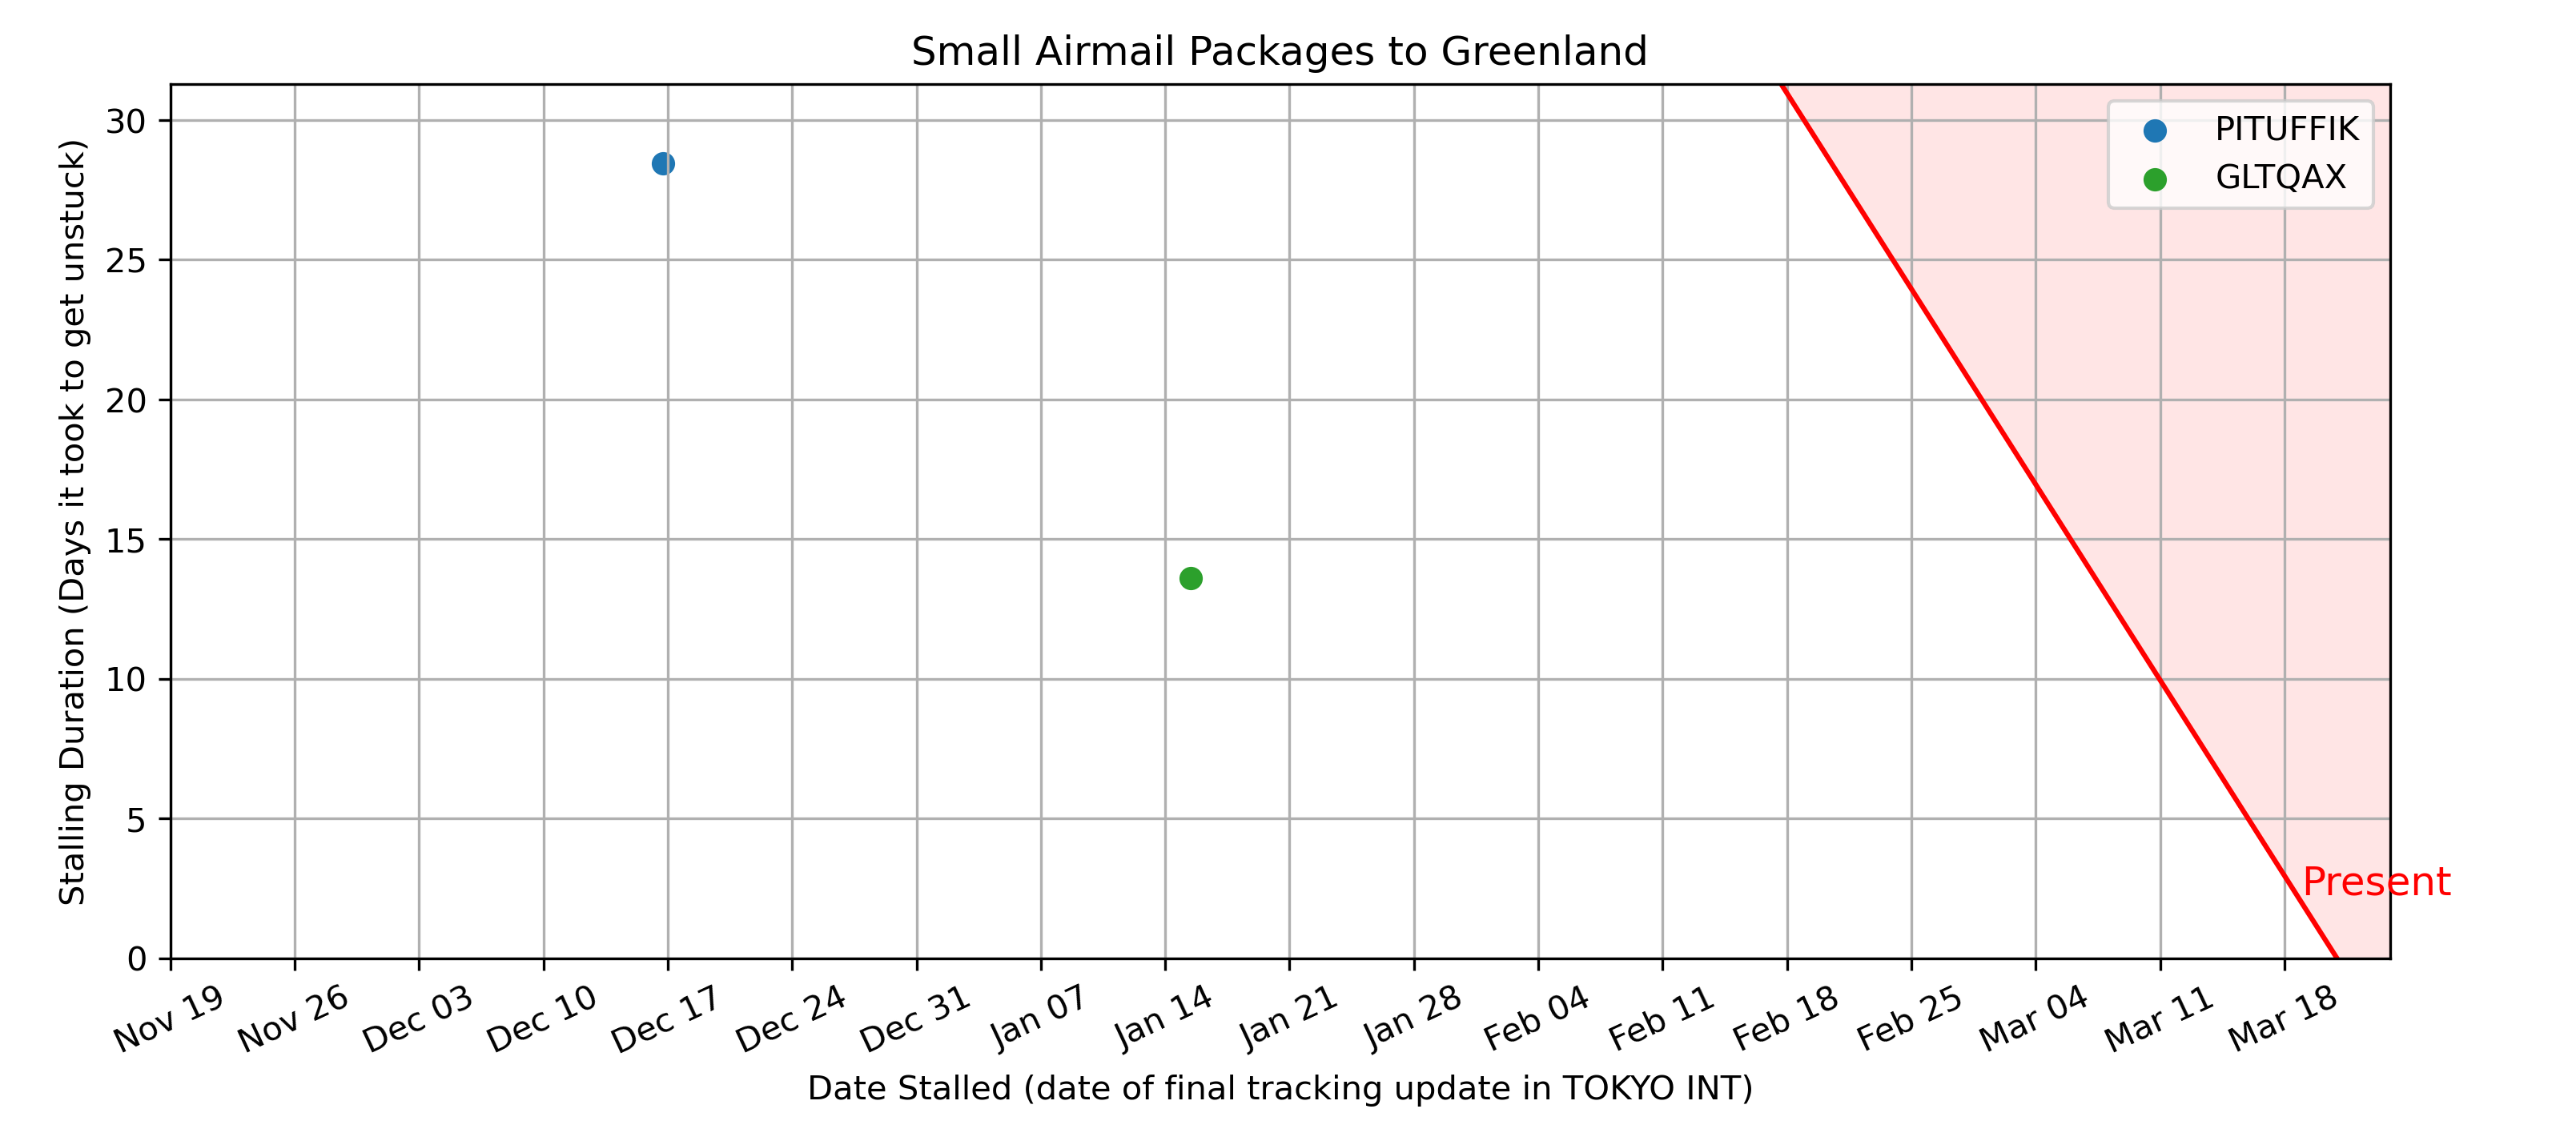 Small Airmail Packages to Greenland
Stalling Duration (Days it took to get unstuck)
30
25
20
15
10
5
0
PITUFFIK
GLTQAX
Present
Nov 19
Nov 26
Dec 03
Dec 10
Dec 17
Dec 24
Dec 31
Jan 07
Jan 14
Jan 21
Jan 28
Feb 04
Feb 11
Feb 18
Feb 25
Mar 04
Mar 11
Mar 18
Date Stalled (date of final tracking update in TOKYO INT)